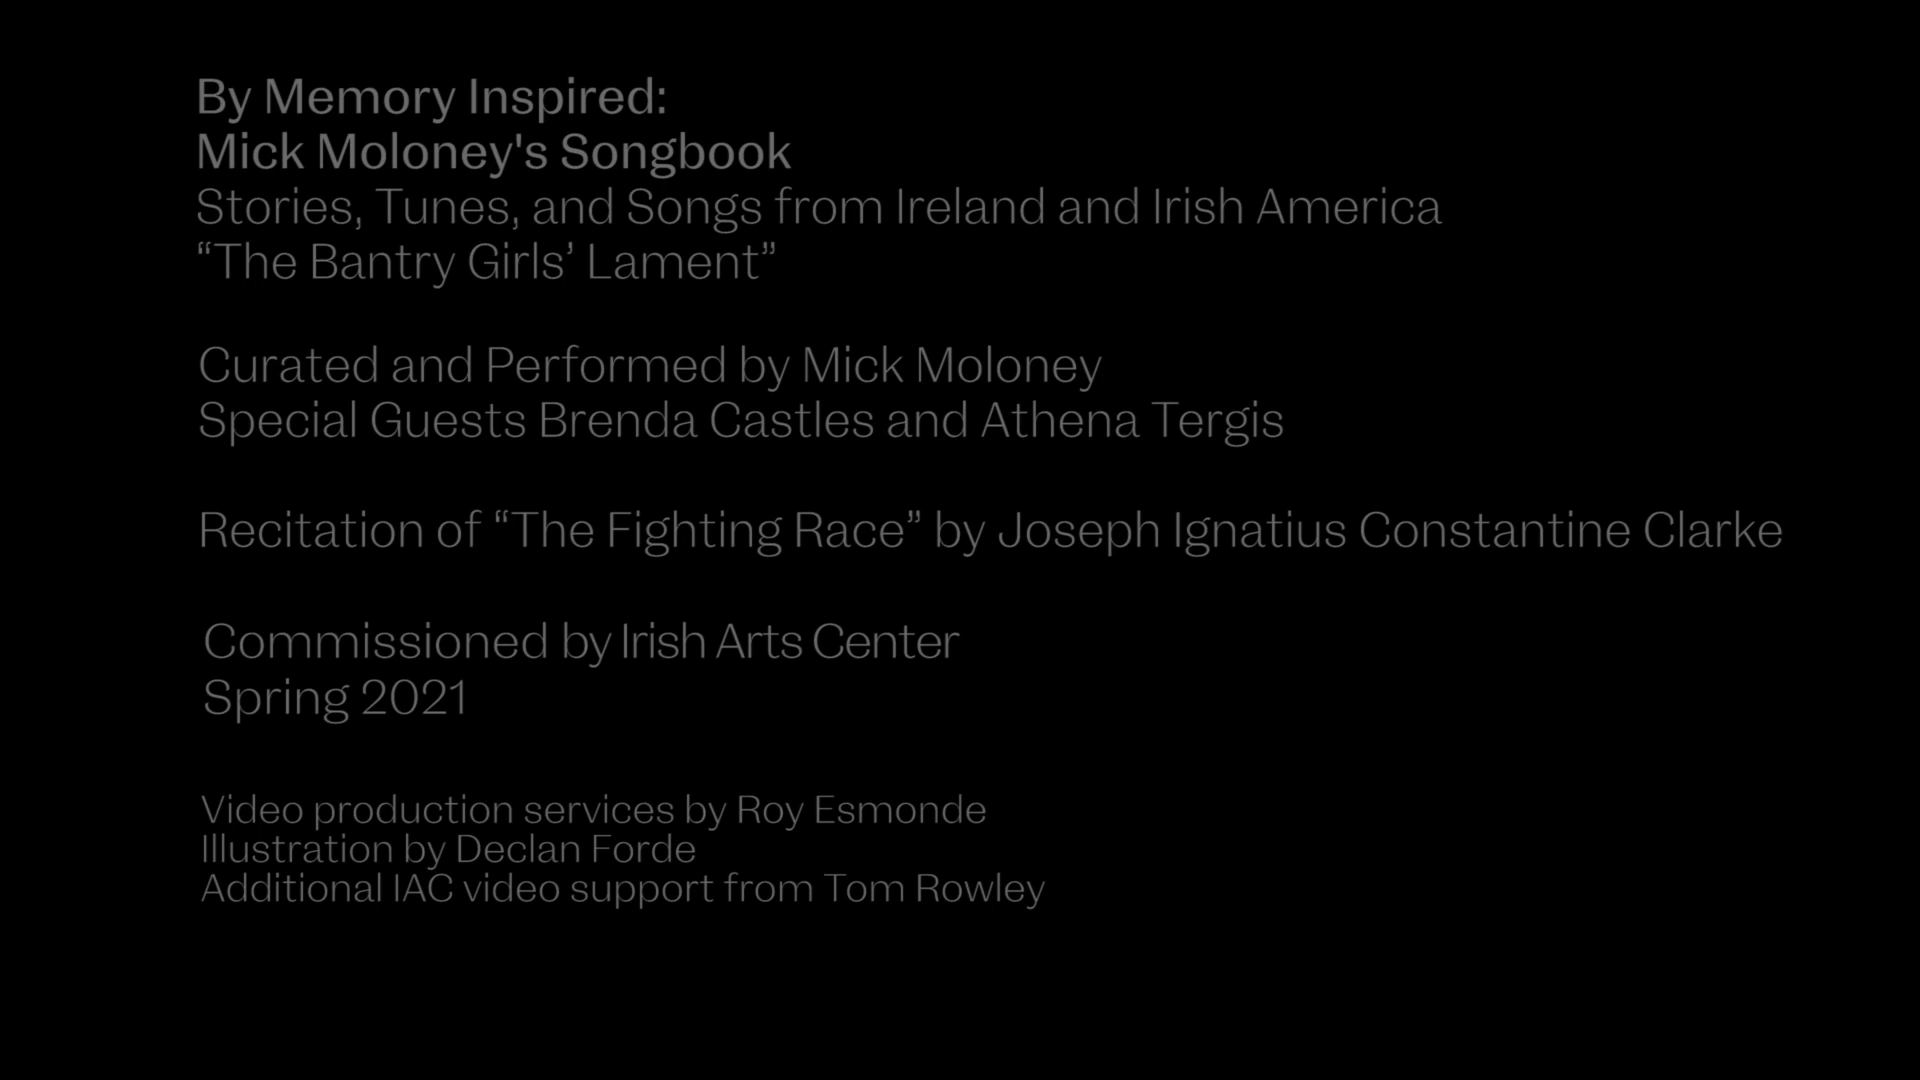 By Memory Inspired:
Mick Moloney's Songbook
Stories, Tunes, and Songs from Ireland and Irish America
“The Bantry Girls’ Lament”
Curated and Performed by Mick Moloney
Special Guests Brenda Castles and Athena Tergis
Recitation of “The Fighting Race” by Joseph Ignatius Constantine Clarke
Commissioned by Irish Arts Center
Spring 2021
Video production services by Roy Esmonde
Illustration by Declan Forde
Additional IAC video support from Tom Rowley